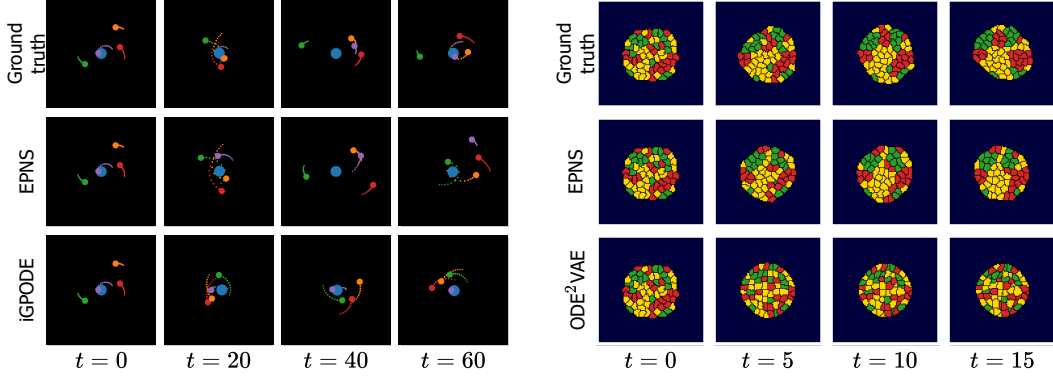 Ground truth
EPNS
iGPODE
t = 0
t = 20
t = 40
t = 60
Ground truth
EPNS
ODE²VAE
t = 0
t = 5
t = 10
t = 15